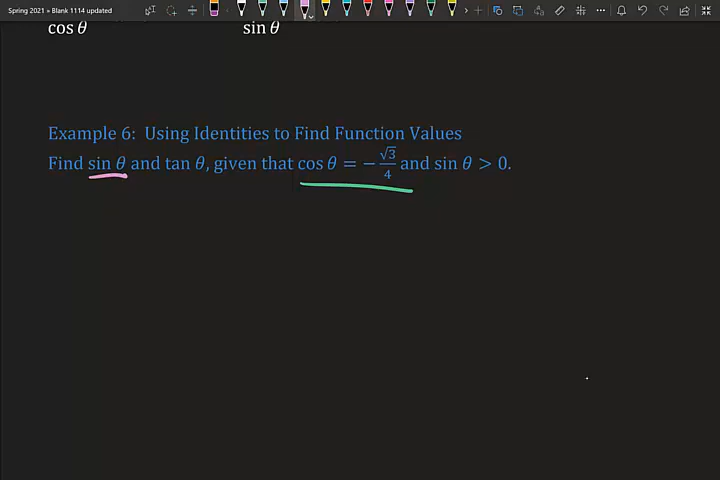 Spring 2021 » Blank 1114 updated
cos θ sin θ
Example 6: Using Identities to Find Function Values
Find sin θ and tan θ, given that cos θ = −√3/4 and sin θ > 0.